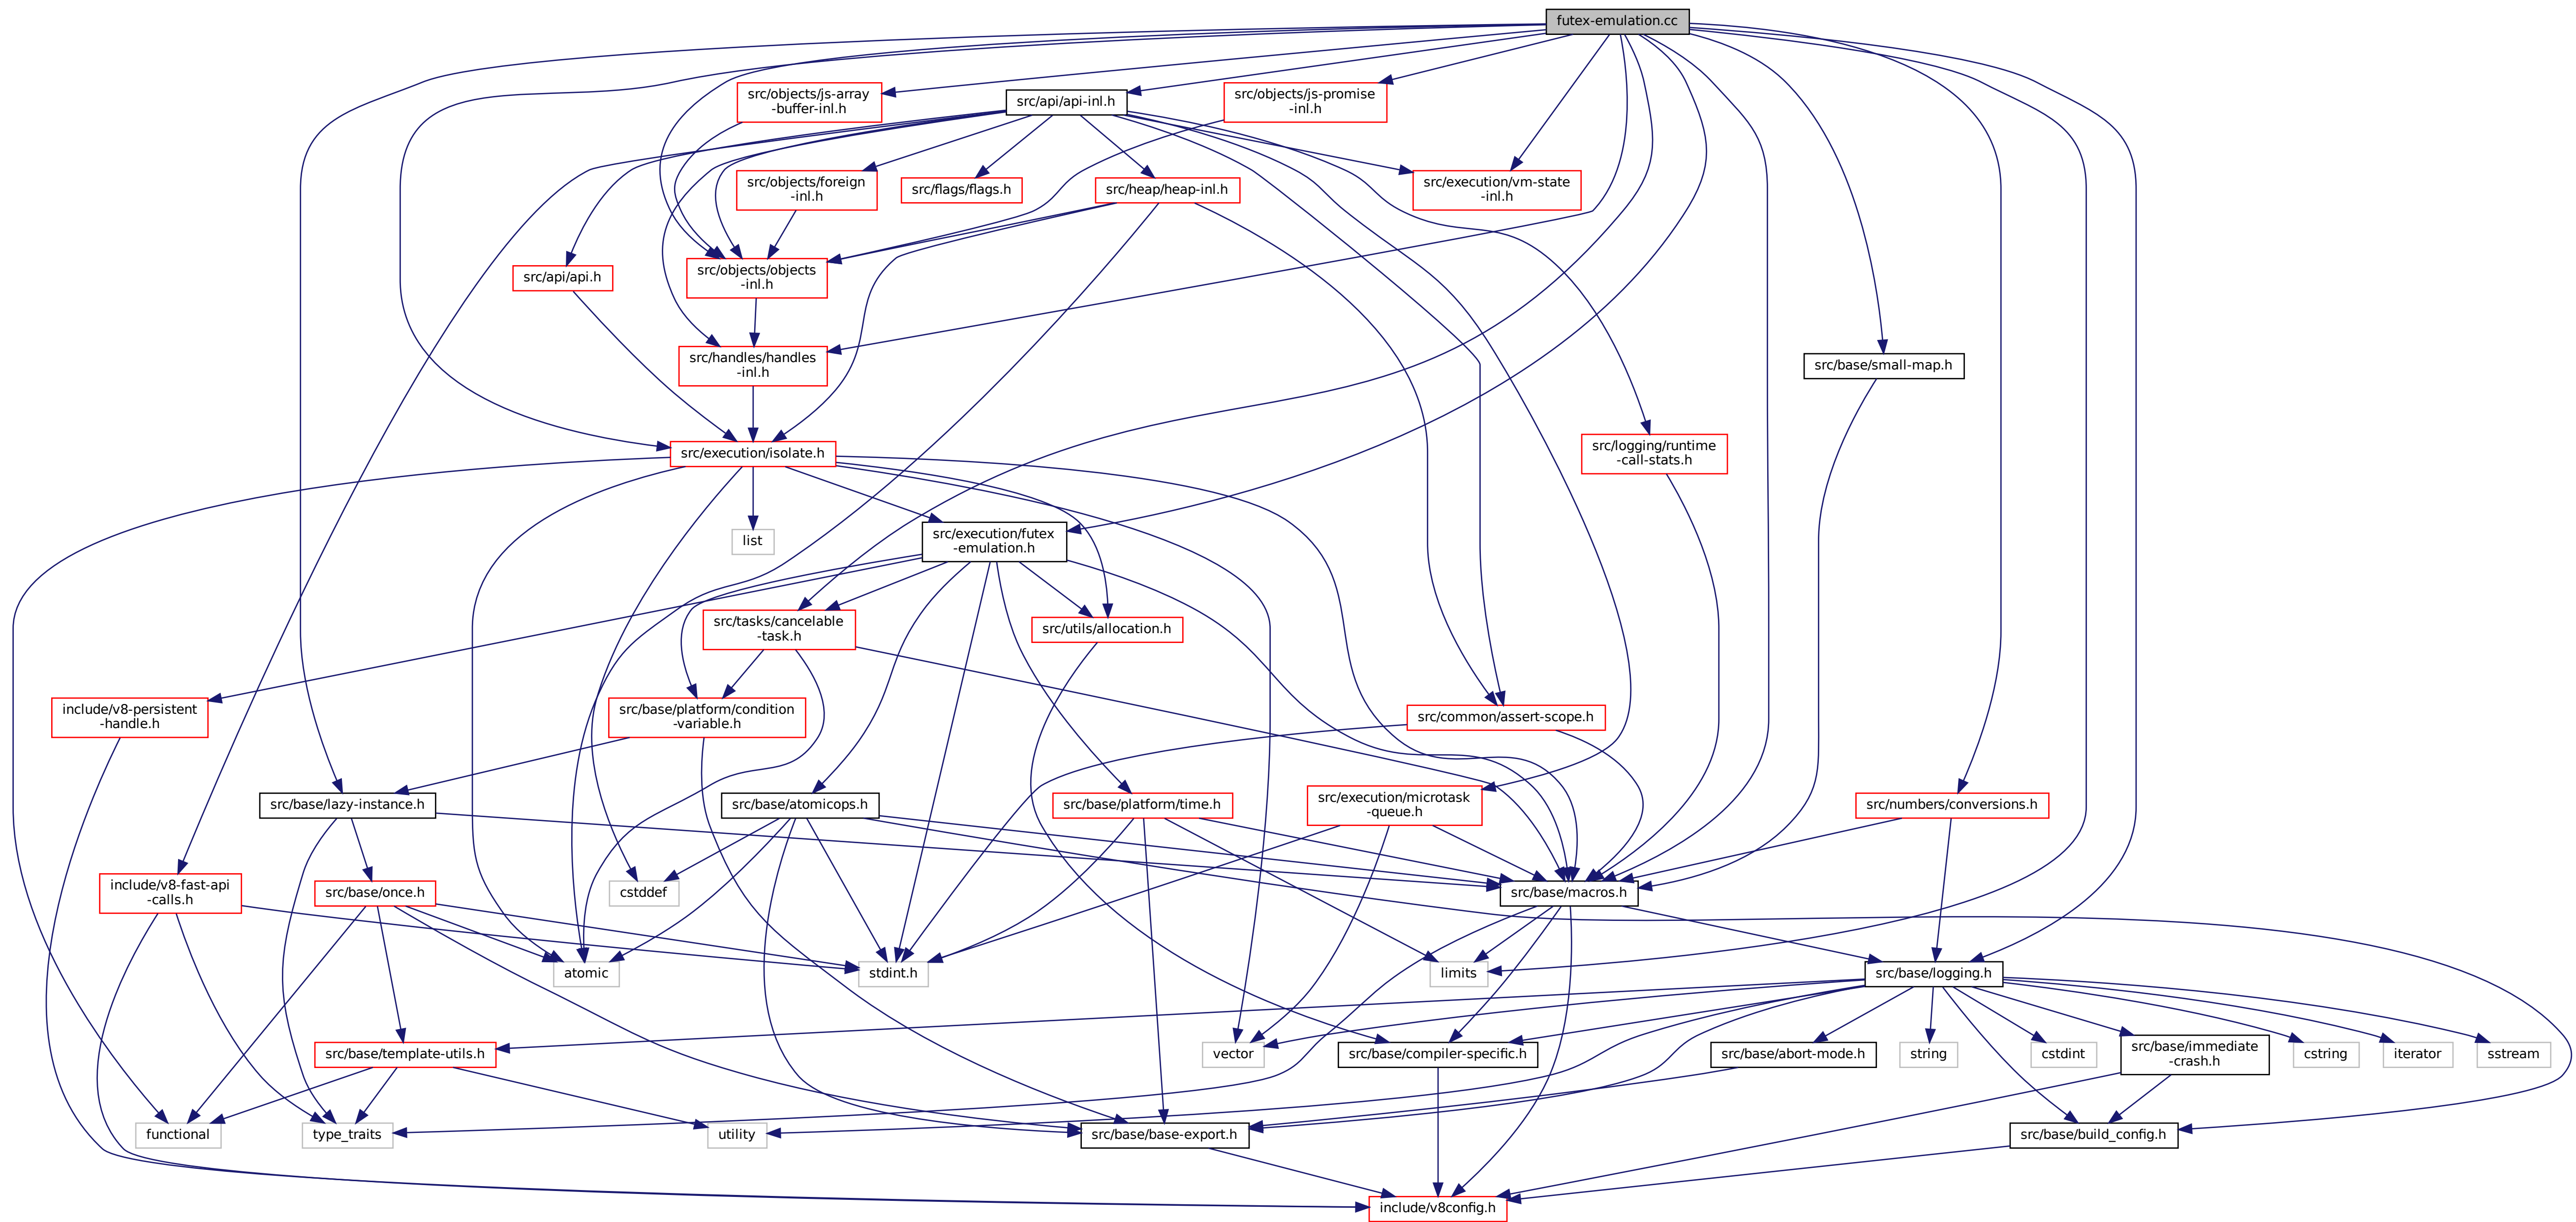 futex-emulation.cc
src/objects/js-array
-buffer-inl.h
src/api/api-inl.h
src/objects/js-promise
-inl.h
src/objects/foreign
-inl.h
src/flags/flags.h
src/heap/heap-inl.h
src/execution/vm-state
-inl.h
src/api/api.h
src/objects/objects
-inl.h
src/handles/handles
-inl.h
src/base/small-map.h
src/execution/isolate.h
src/logging/runtime
-call-stats.h
list
src/execution/futex
-emulation.h
src/tasks/cancelable
-task.h
src/utils/allocation.h
include/v8-persistent
-handle.h
src/base/platform/condition
-variable.h
src/common/assert-scope.h
src/base/lazy-instance.h
src/base/atomicops.h
src/base/platform/time.h
src/execution/microtask
-queue.h
src/numbers/conversions.h
include/v8-fast-api
-calls.h
src/base/once.h
cstddef
src/base/macros.h
atomic
stdint.h
limits
src/base/logging.h
src/base/template-utils.h
vector
src/base/compiler-specific.h
src/base/abort-mode.h
string
cstdint
src/base/immediate
-crash.h
cstring
iterator
sstream
functional
type_traits
utility
src/base/base-export.h
src/base/build_config.h
include/v8config.h